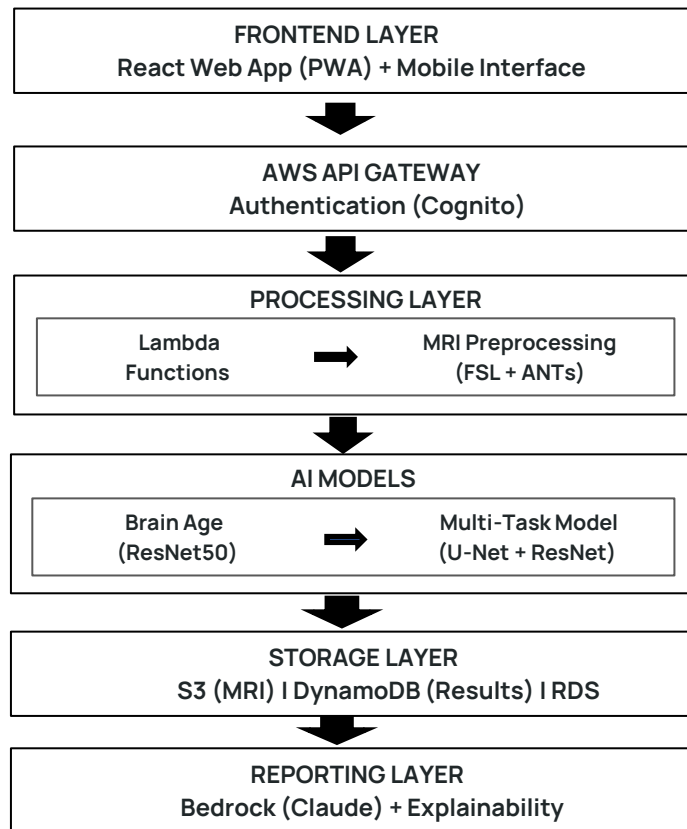 FRONTEND LAYER
React Web App (PWA) + Mobile Interface
AWS API GATEWAY
Authentication (Cognito)
PROCESSING LAYER
Lambda
Functions
MRI Preprocessing
(FSL + ANTs)
AI MODELS
Brain Age
(ResNet50)
Multi-Task Model
(U-Net + ResNet)
STORAGE LAYER
S3 (MRI) I DynamoDB (Results) I RDS
REPORTING LAYER
Bedrock (Claude) + Explainability